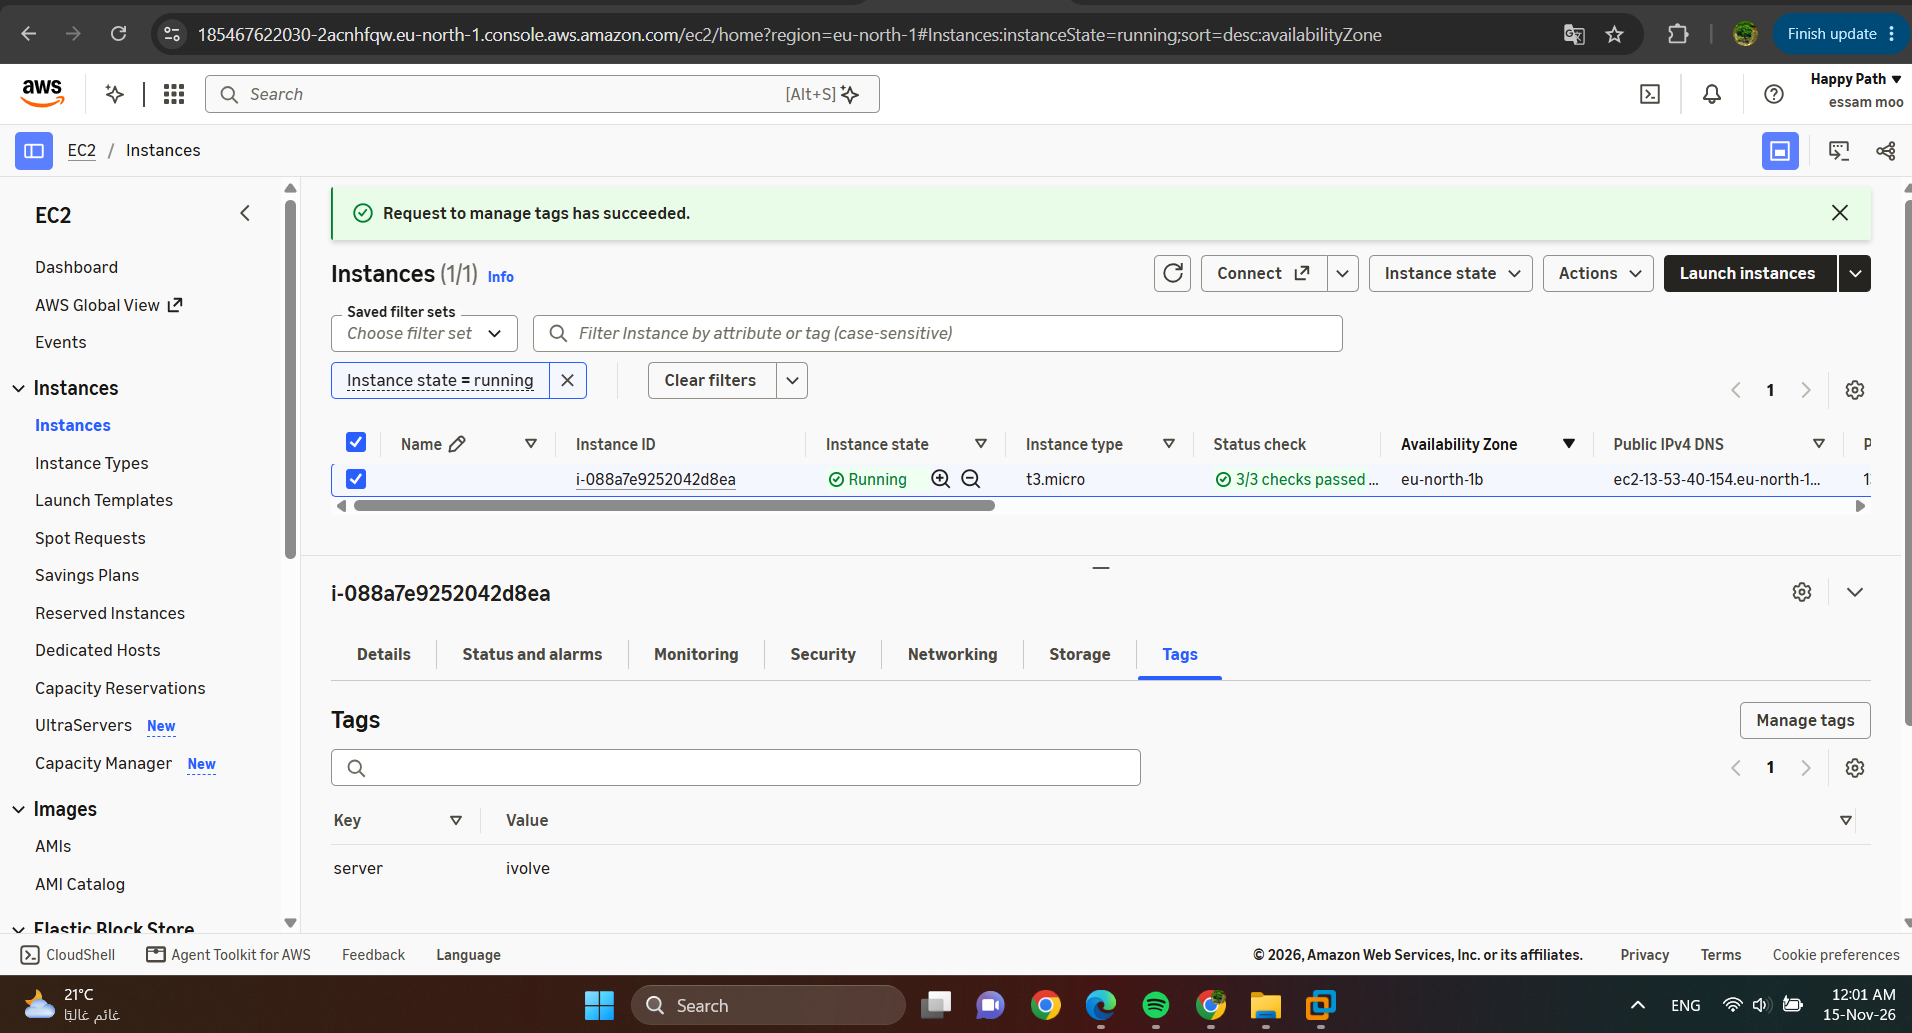 185467622030-2acnhfqw.eu-north-1.console.aws.amazon.com/ec2/home?region=eu-north-1#Instances:instanceState=running;sort=desc:availabilityZone
Finish update
aws
Search
[Alt+S]
Happy Path
essam moo
EC2 / Instances
EC2
Dashboard
AWS Global View
Events
Instances
Instances
Instance Types
Launch Templates
Spot Requests
Savings Plans
Reserved Instances
Dedicated Hosts
Capacity Reservations
UltraServers New
Capacity Manager New
Images
AMIs
AMI Catalog
Elastic Block Store
Request to manage tags has succeeded.
Instances (1/1) Info
Connect
Instance state
Actions
Launch instances
Saved filter sets
Choose filter set
Filter Instance by attribute or tag (case-sensitive)
Instance state = running
Clear filters
1
Name Instance ID Instance state Instance type Status check Availability Zone Public IPv4 DNS
i-088a7e9252042d8ea Running t3.micro 3/3 checks passed ... eu-north-1b ec2-13-53-40-154.eu-north-1...
i-088a7e9252042d8ea
Details Status and alarms Monitoring Security Networking Storage Tags
Tags
Manage tags
1
Key Value
server ivolve
CloudShell Agent Toolkit for AWS Feedback Language
© 2026, Amazon Web Services, Inc. or its affiliates. Privacy Terms Cookie preferences
21°C
غائم غالبًا
Search
ENG
12:01 AM
15-Nov-26